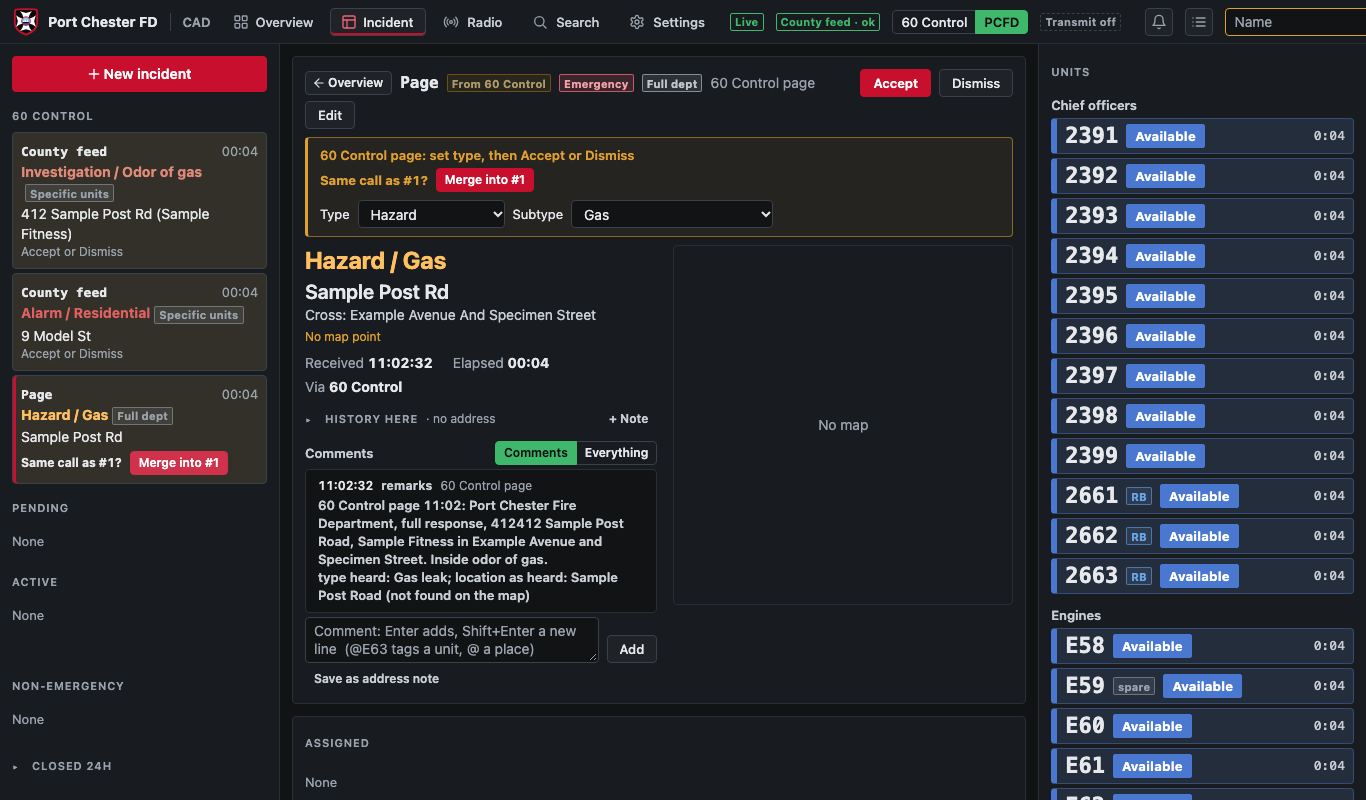 Port Chester FD
CAD
Overview
Incident
Radio
Search
Settings
Live
County feed · ok
60 Control
PCFD
Transmit off
Name
+ New incident
60 CONTROL
County feed 00:04
Investigation / Odor of gas
Specific units
412 Sample Post Rd (Sample
Fitness)
Accept or Dismiss
County feed 00:04
Alarm / Residential Specific units
9 Model St
Accept or Dismiss
Page 00:04
Hazard / Gas Full dept
Sample Post Rd
Same call as #1? Merge into #1
PENDING
None
ACTIVE
None
NON-EMERGENCY
None
CLOSED 24H
← Overview Page From 60 Control Emergency Full dept 60 Control page Accept Dismiss
Edit
60 Control page: set type, then Accept or Dismiss
Same call as #1? Merge into #1
Type Hazard Subtype Gas
Hazard / Gas
Sample Post Rd
Cross: Example Avenue And Specimen Street
No map point
Received 11:02:32 Elapsed 00:04
Via 60 Control
HISTORY HERE · no address + Note
Comments Comments Everything
11:02:32 remarks 60 Control page
60 Control page 11:02: Port Chester Fire
Department, full response, 412412 Sample Post
Road, Sample Fitness in Example Avenue and
Specimen Street. Inside odor of gas.
type heard: Gas leak; location as heard: Sample
Post Road (not found on the map)
Comment: Enter adds, Shift+Enter a new
line (@E63 tags a unit, @ a place)
Add
Save as address note
No map
ASSIGNED
None
UNITS
Chief officers
2391 Available 0:04
2392 Available 0:04
2393 Available 0:04
2394 Available 0:04
2395 Available 0:04
2396 Available 0:04
2397 Available 0:04
2398 Available 0:04
2399 Available 0:04
2661 RB Available 0:04
2662 RB Available 0:04
2663 RB Available 0:04
Engines
E58 Available 0:04
E59 spare Available 0:04
E60 Available 0:04
E61 Available 0:04